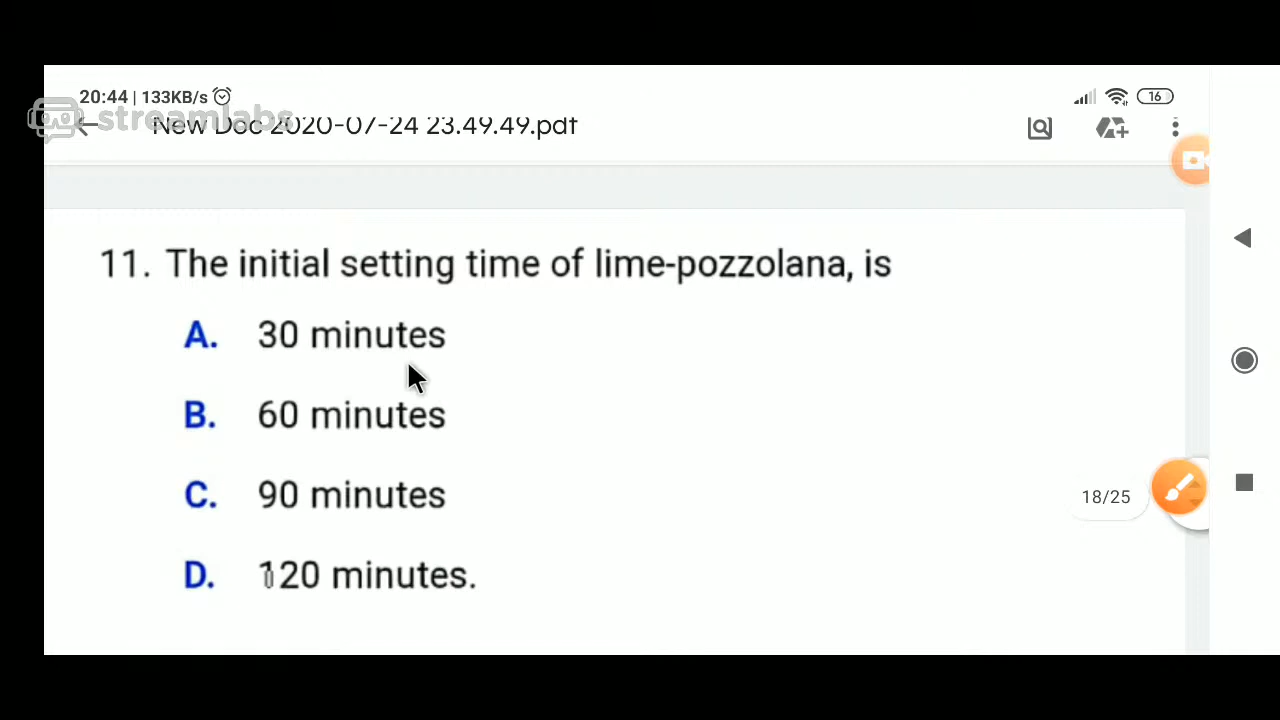 20:44 | 133KB/s
16
streamlabs
New Doc 2020-07-24 23.49.49.pdf
11. The initial setting time of lime-pozzolana, is
A. 30 minutes
B. 60 minutes
C. 90 minutes
18/25
D. 120 minutes.